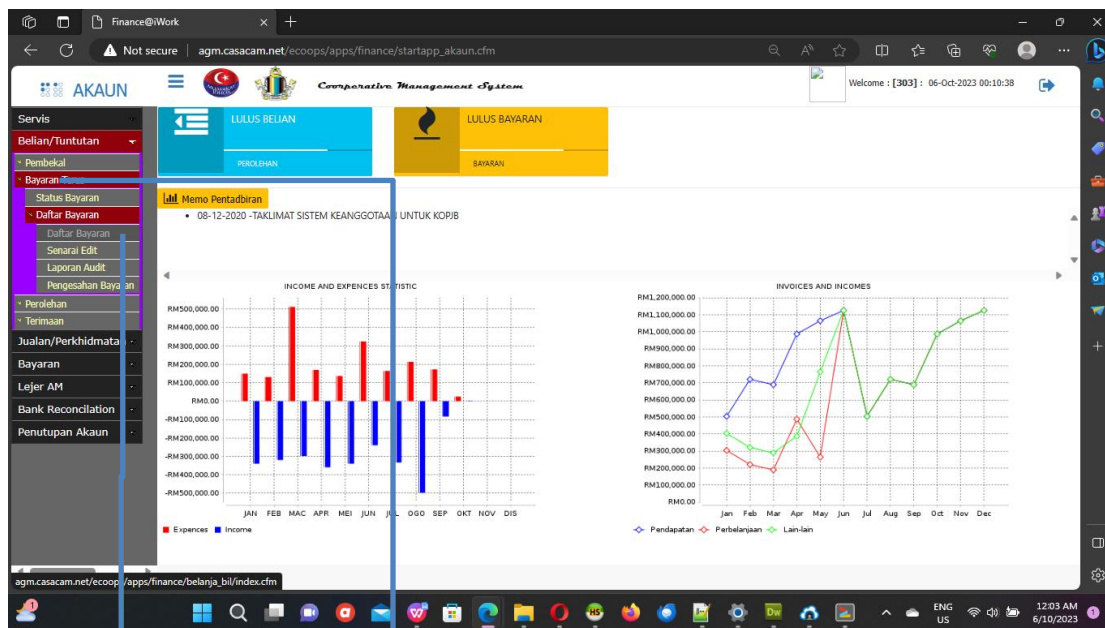 Finance@iWork
Not secure agm.casacam.net/ecoops/apps/finance/startapp_akaun.cfm
AKAUN
Coorperative Management System
Welcome : [303] : 06-Oct-2023 00:10:38
Servis
Belian/Tuntutan
Pembekal
Bayaran
Status Bayaran
Daftar Bayaran
Daftar Bayaran
Senarai Edit
Laporan Audit
Pengesahan Bayaran
Perolehan
Terimaan
Jualan/Perkhidmatan
Bayaran
Lejer AM
Bank Reconcilation
Penutupan Akaun
LULUS BELIAN
PEROLEHAN
LULUS BAYARAN
BAYARAN
Memo Pentadbiran
08-12-2020 -TAKLIMAT SISTEM KEANGGOTAAN UNTUK KOPJB
INCOME AND EXPENCES STATISTIC
RM500,000.00
RM400,000.00
RM300,000.00
RM200,000.00
RM100,000.00
RM0.00
-RM100,000.00
-RM200,000.00
-RM300,000.00
-RM400,000.00
-RM500,000.00
JAN FEB MAC APR MEI JUN JUL OGO SEP OKT NOV DIS
Expences Income
INVOICES AND INCOMES
RM1,200,000.00
RM1,100,000.00
RM1,000,000.00
RM900,000.00
RM800,000.00
RM700,000.00
RM600,000.00
RM500,000.00
RM400,000.00
RM300,000.00
RM200,000.00
RM100,000.00
RM0.00
Jan Feb Mar Apr May Jun Jul Aug Sep Oct Nov Dec
Pendapatan Perbelanjaan Lain-lain
agm.casacam.net/ecoops/apps/finance/belanja_bil/index.cfm
ENG
US
12:03 AM
6/10/2023
1